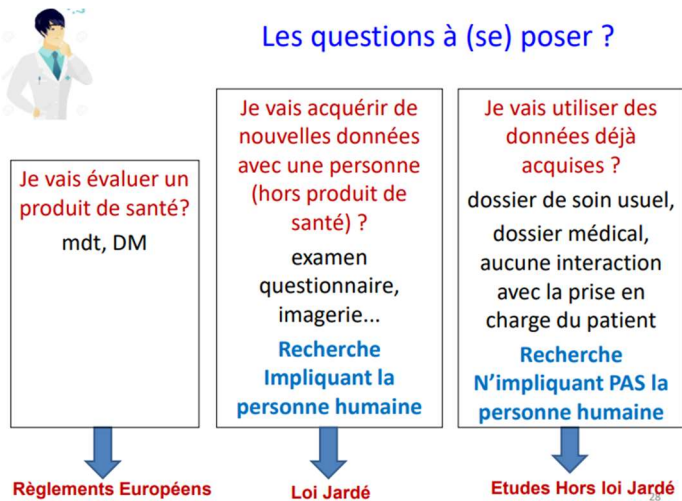 Les questions à (se) poser ?
Je vais évaluer un
produit de santé?
mdt, DM
Règlements Européens
Je vais acquérir de
nouvelles données
avec une personne
(hors produit de
santé) ?
examen
questionnaire,
imagerie...
Recherche
Impliquant la
personne humaine
Loi Jardé
Je vais utiliser des
données déjà
acquises ?
dossier de soin usuel,
dossier médical,
aucune interaction
avec la prise en
charge du patient
Recherche
N'impliquant PAS la
personne humaine
Etudes Hors loi Jardé
28